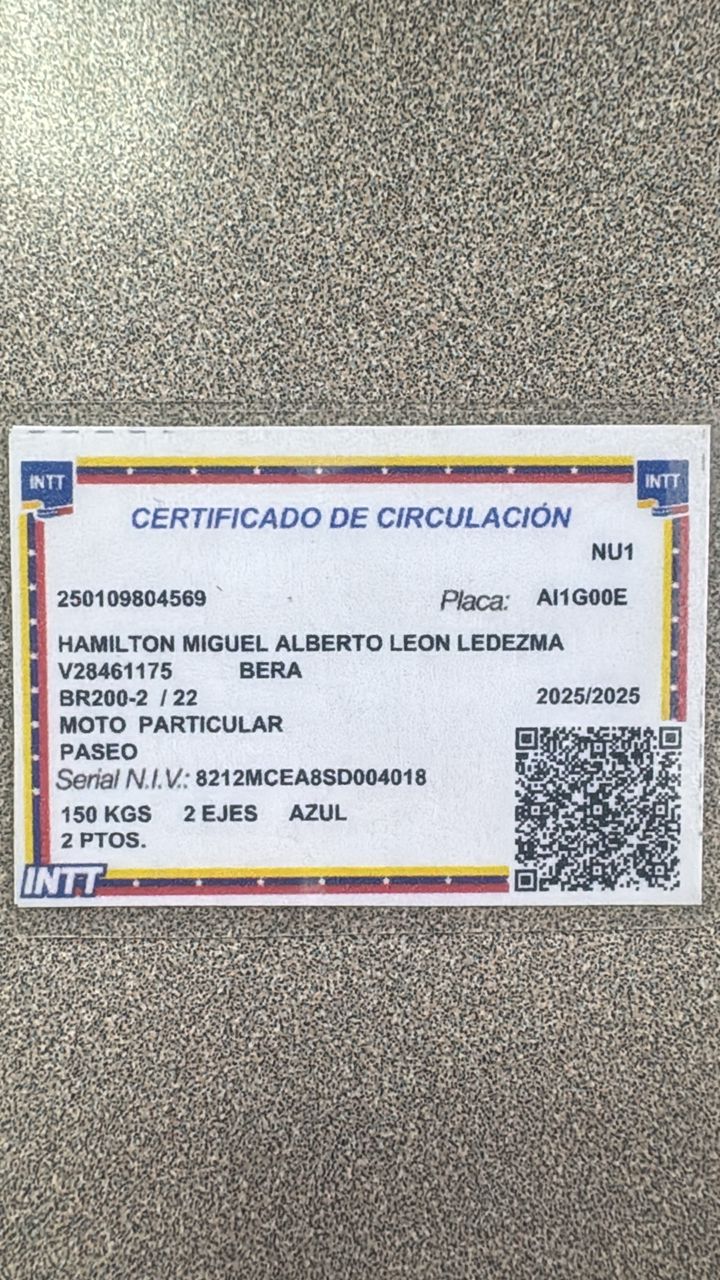 INTT
INTT
CERTIFICADO DE CIRCULACIÓN
NU1
250109804569 Placa: AI1G00E
HAMILTON MIGUEL ALBERTO LEON LEDEZMA
V28461175 BERA
BR200-2 / 22 2025/2025
MOTO PARTICULAR
PASEO
Serial N.I.V.: 8212MCEA8SD004018
150 KGS 2 EJES AZUL
2 PTOS.
INTT